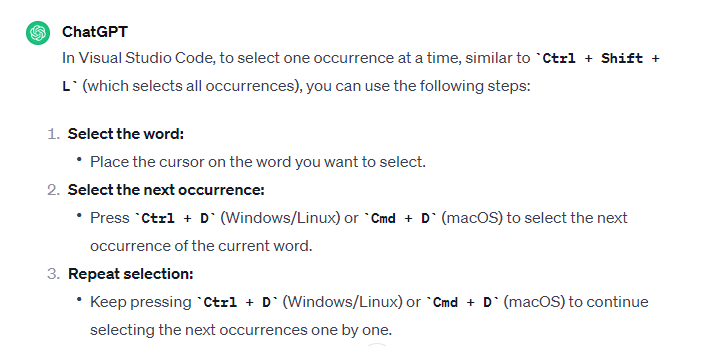 ChatGPT
In Visual Studio Code, to select one occurrence at a time, similar to `Ctrl + Shift +
L` (which selects all occurrences), you can use the following steps:
1. Select the word:
• Place the cursor on the word you want to select.
2. Select the next occurrence:
• Press `Ctrl + D` (Windows/Linux) or `Cmd + D` (macOS) to select the next
occurrence of the current word.
3. Repeat selection:
• Keep pressing `Ctrl + D` (Windows/Linux) or `Cmd + D` (macOS) to continue
selecting the next occurrences one by one.